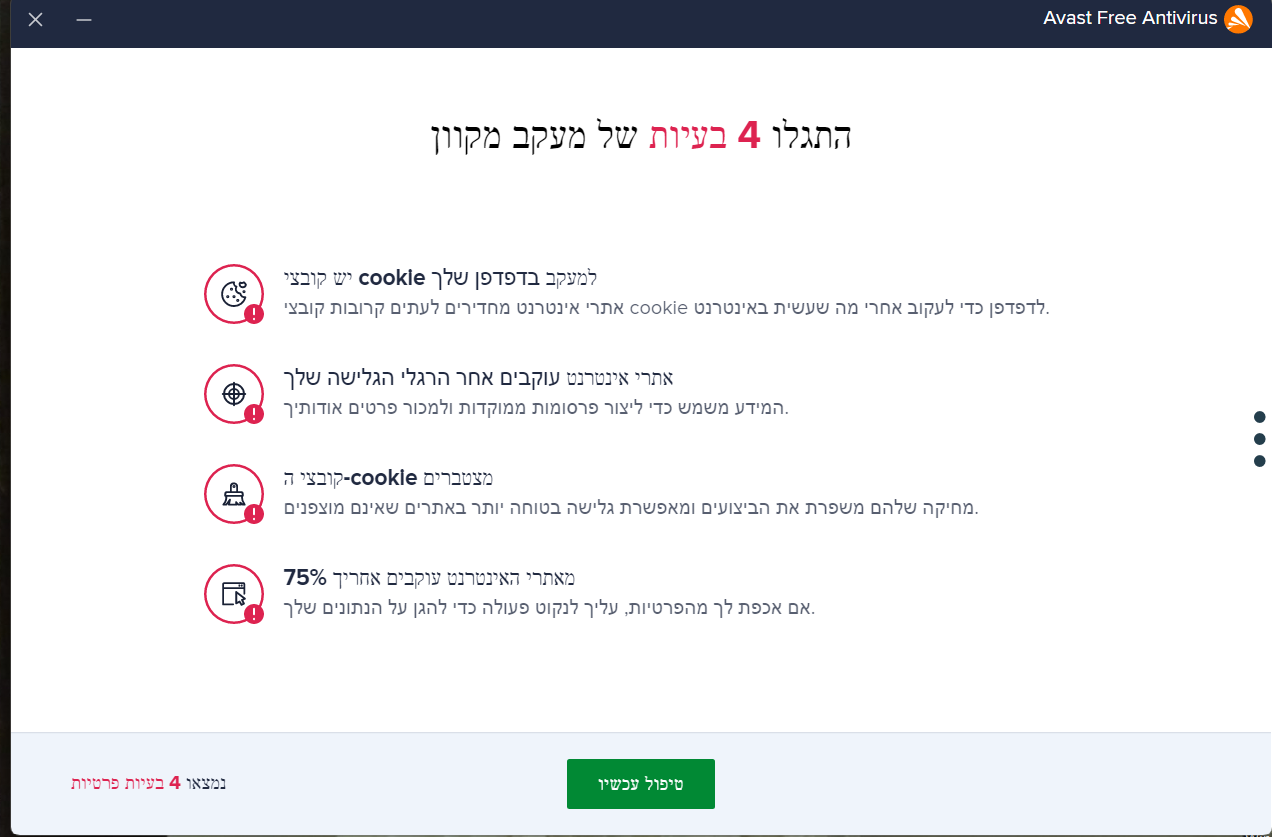 Avast Free Antivirus
התגלו 4 בעיות של מעקב מקוון
למעקב בדפדפן שלך cookie יש קובצי
לדפדפן כדי לעקוב אחרי מה שעשית באינטרנט cookie אתרי אינטרנט מחדירים לעתים קרובות קובצי.
אתרי אינטרנט עוקבים אחר הרגלי הגלישה שלך
המידע משמש כדי ליצור פרסומות ממוקדות ולמכור פרטים אודותיך.
מצטברים cookie-קובצי ה
מחיקה שלהם משפרת את הביצועים ומאפשרת גלישה בטוחה יותר באתרים שאינם מוצפנים.
75% מאתרי האינטרנט עוקבים אחריך
אם אכפת לך מהפרטיות, עליך לנקוט פעולה כדי להגן על הנתונים שלך.
טיפול עכשיו
נמצאו 4 בעיות פרטיות